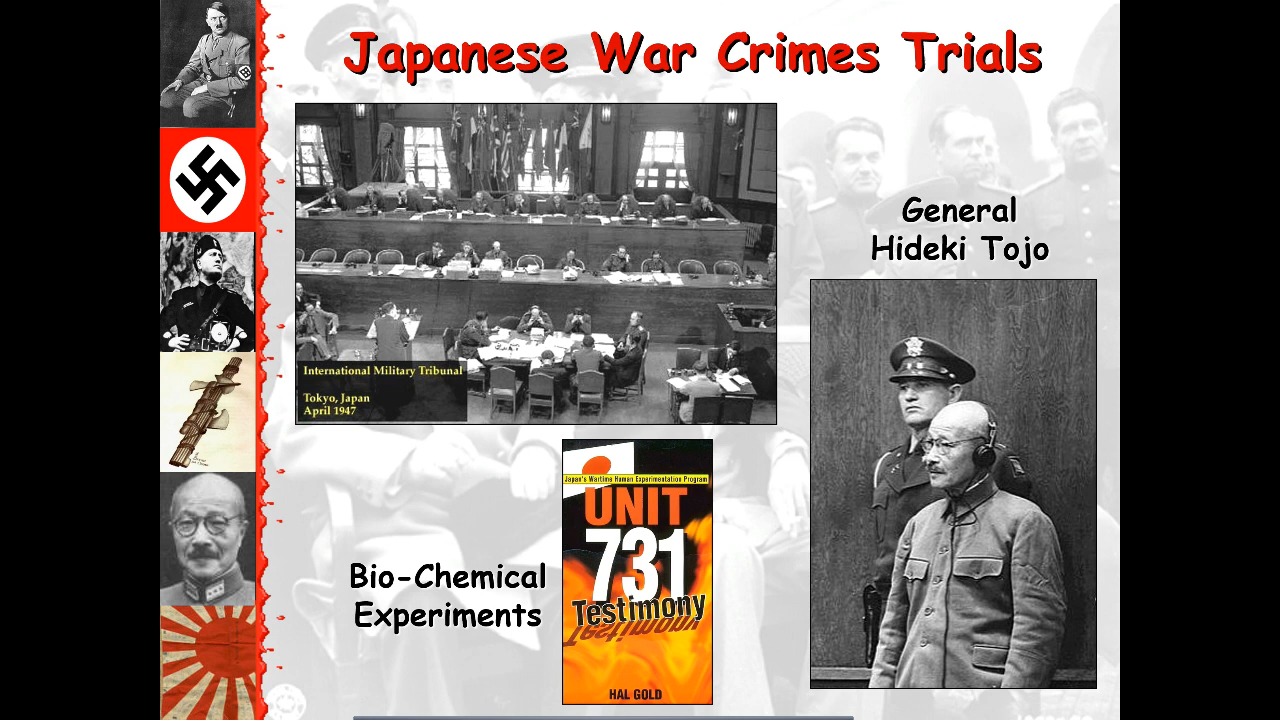 Japanese War Crimes Trials
International Military Tribunal
Tokyo, Japan
April 1947
General
Hideki Tojo
Japan's Wartime Human Experimentation Program
UNIT
731
Testimony
Testimony
HAL GOLD
Bio-Chemical
Experiments